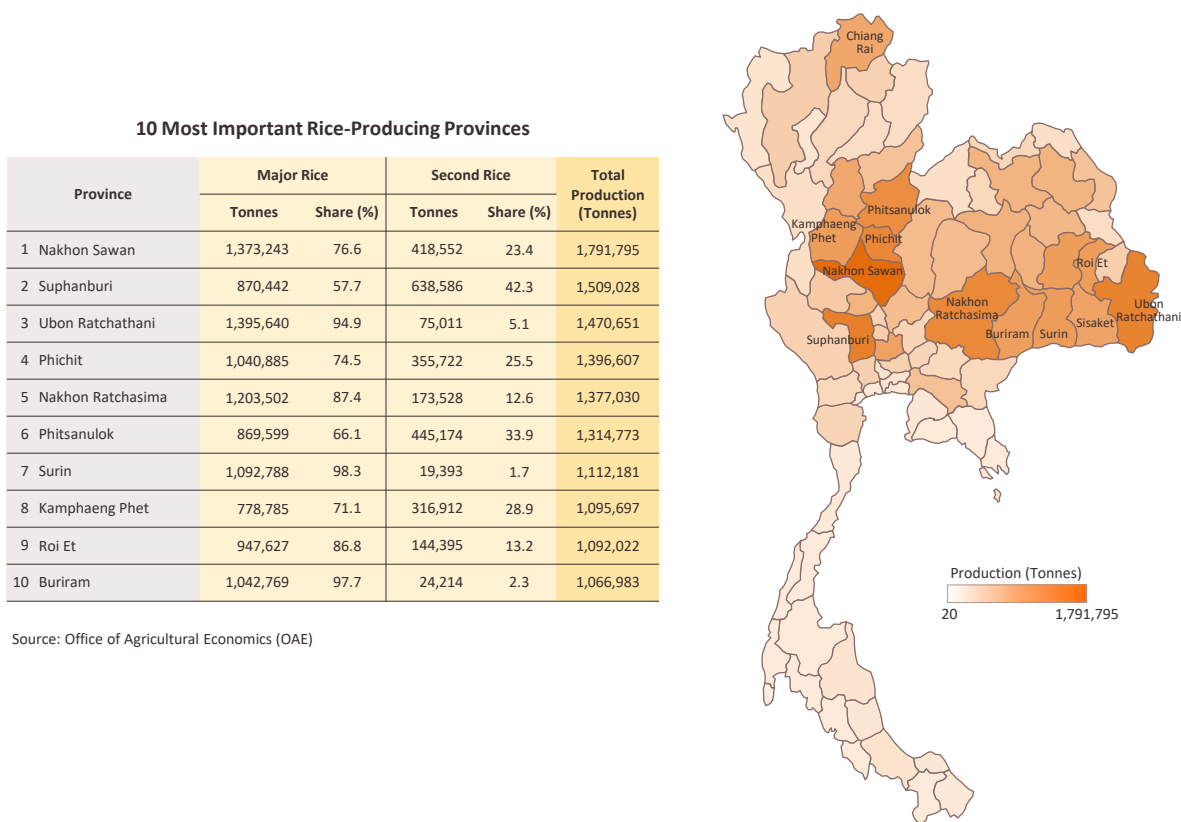 10 Most Important Rice-Producing Provinces
Province
Major Rice
Second Rice
Total
Production
(Tonnes)
Tonnes Share (%) Tonnes Share (%)
1 Nakhon Sawan 1,373,243 76.6 418,552 23.4 1,791,795
2 Suphanburi 870,442 57.7 638,586 42.3 1,509,028
3 Ubon Ratchathani 1,395,640 94.9 75,011 5.1 1,470,651
4 Phichit 1,040,885 74.5 355,722 25.5 1,396,607
5 Nakhon Ratchasima 1,203,502 87.4 173,528 12.6 1,377,030
6 Phitsanulok 869,599 66.1 445,174 33.9 1,314,773
7 Surin 1,092,788 98.3 19,393 1.7 1,112,181
8 Kamphaeng Phet 778,785 71.1 316,912 28.9 1,095,697
9 Roi Et 947,627 86.8 144,395 13.2 1,092,022
10 Buriram 1,042,769 97.7 24,214 2.3 1,066,983
Source: Office of Agricultural Economics (OAE)
Chiang
Rai
Phitsanulok
Kamphaeng
Phet
Phichit
Nakhon Sawan
Roi Et
Nakhon
Ratchasima
Ubon
Ratchathani
Buriram
Surin
Sisaket
Suphanburi
Production (Tonnes)
20 1,791,795